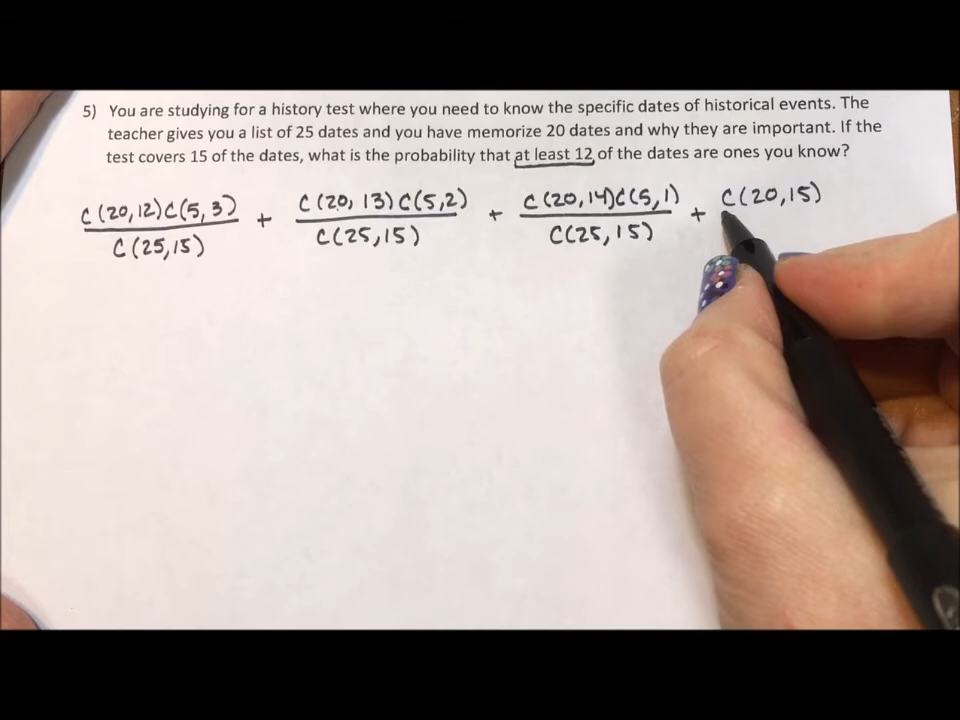 5) You are studying for a history test where you need to know the specific dates of historical events. The
teacher gives you a list of 25 dates and you have memorize 20 dates and why they are important. If the
test covers 15 of the dates, what is the probability that at least 12 of the dates are ones you know?
C(20,12)C(5,3) + C(20,13)C(5,2) + C(20,14)C(5,1) + C(20,15)
C(25,15) C(25,15) C(25,15)